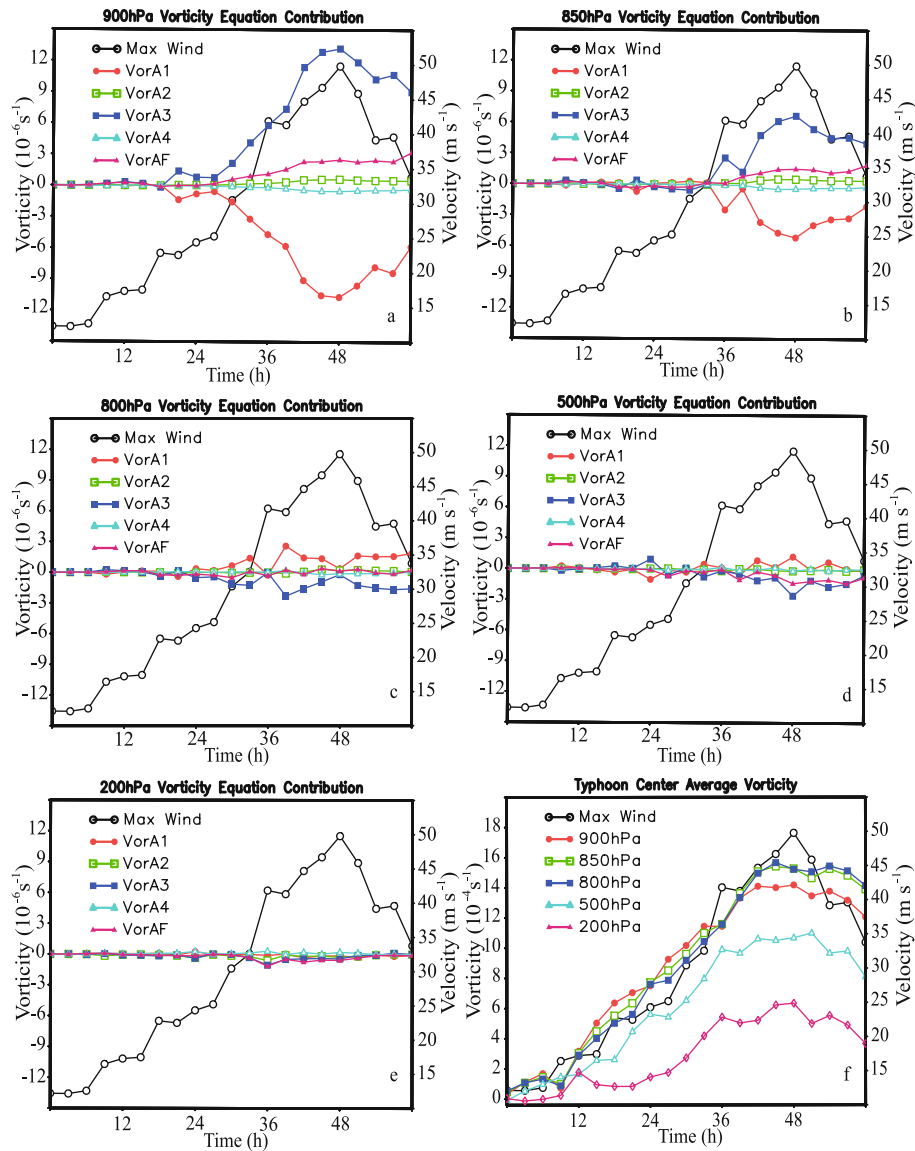 900hPa Vorticity Equation Contribution
12
9
6
3
0
-3
-6
-9
-12
Vorticity (10⁻⁶s⁻¹)
Max Wind
VorA1
VorA2
VorA3
VorA4
VorAF
50
45
40
35
30
25
20
15
Velocity (m s⁻¹)
a
12
24
36
48
Time (h)
850hPa Vorticity Equation Contribution
12
9
6
3
0
-3
-6
-9
-12
Vorticity (10⁻⁶s⁻¹)
Max Wind
VorA1
VorA2
VorA3
VorA4
VorAF
50
45
40
35
30
25
20
15
Velocity (m s⁻¹)
b
12
24
36
48
Time (h)
800hPa Vorticity Equation Contribution
12
9
6
3
0
-3
-6
-9
-12
Vorticity (10⁻⁶s⁻¹)
Max Wind
VorA1
VorA2
VorA3
VorA4
VorAF
50
45
40
35
30
25
20
15
Velocity (m s⁻¹)
c
12
24
36
48
Time (h)
500hPa Vorticity Equation Contribution
12
9
6
3
0
-3
-6
-9
-12
Vorticity (10⁻⁶s⁻¹)
Max Wind
VorA1
VorA2
VorA3
VorA4
VorAF
50
45
40
35
30
25
20
15
Velocity (m s⁻¹)
d
12
24
36
48
Time (h)
200hPa Vorticity Equation Contribution
12
9
6
3
0
-3
-6
-9
-12
Vorticity (10⁻⁶s⁻¹)
Max Wind
VorA1
VorA2
VorA3
VorA4
VorAF
50
45
40
35
30
25
20
15
Velocity (m s⁻¹)
e
12
24
36
48
Time (h)
Typhoon Center Average Vorticity
18
16
14
12
10
8
6
4
2
0
Vorticity (10⁻⁴s⁻¹)
Max Wind
900hPa
850hPa
800hPa
500hPa
200hPa
50
45
40
35
30
25
20
15
Velocity (m s⁻¹)
f
12
24
36
48
Time (h)